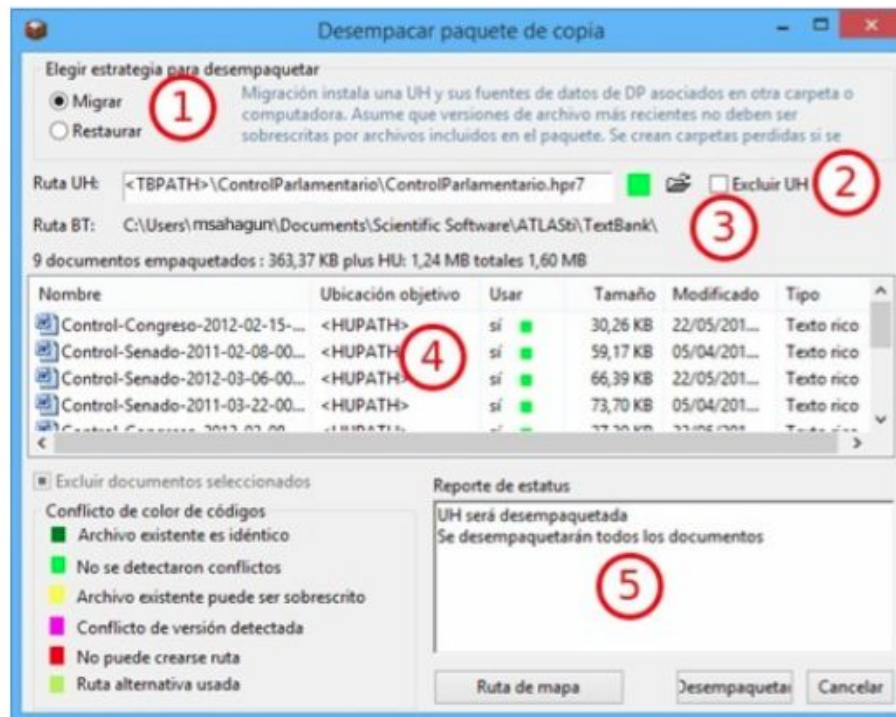 Desempacar paquete de copia
Elegir estrategia para desempaquetar
Migrar
Restaurar
1
Migración instala una UH y sus fuentes de datos de DP asociados en otra carpeta o
computadora. Asume que versiones de archivo más recientes no deben ser
sobrescritas por archivos incluidos en el paquete. Se crean carpetas perdidas si se
Ruta UH: <TBPATH>\ControlParlamentario\ControlParlamentario.hpr7 Excluir UH 2
Ruta BT: C:\Users\msahagun\Documents\Scientific Software\ATLASti\TextBank\ 3
9 documentos empaquetados : 363,37 KB plus HU: 1,24 MB totales 1,60 MB
Nombre Ubicación objetivo Usar Tamaño Modificado Tipo
Control-Congreso-2012-02-15-... <HUPATH> sí 30,26 KB 22/05/201... Texto rico
Control-Senado-2011-02-08-00... <HUPATH> sí 59,17 KB 05/04/201... Texto rico
4
Control-Senado-2012-03-06-00... <HUPATH> sí 66,39 KB 22/05/201... Texto rico
Control-Senado-2011-03-22-00... <HUPATH> sí 73,70 KB 05/04/201... Texto rico
Excluir documentos seleccionados
Conflicto de color de códigos
Archivo existente es idéntico
No se detectaron conflictos
Archivo existente puede ser sobrescrito
Conflicto de versión detectada
No puede crearse ruta
Ruta alternativa usada
Reporte de estatus
UH será desempaquetada
Se desempaquetarán todos los documentos
5
Ruta de mapa Desempaquetar Cancelar